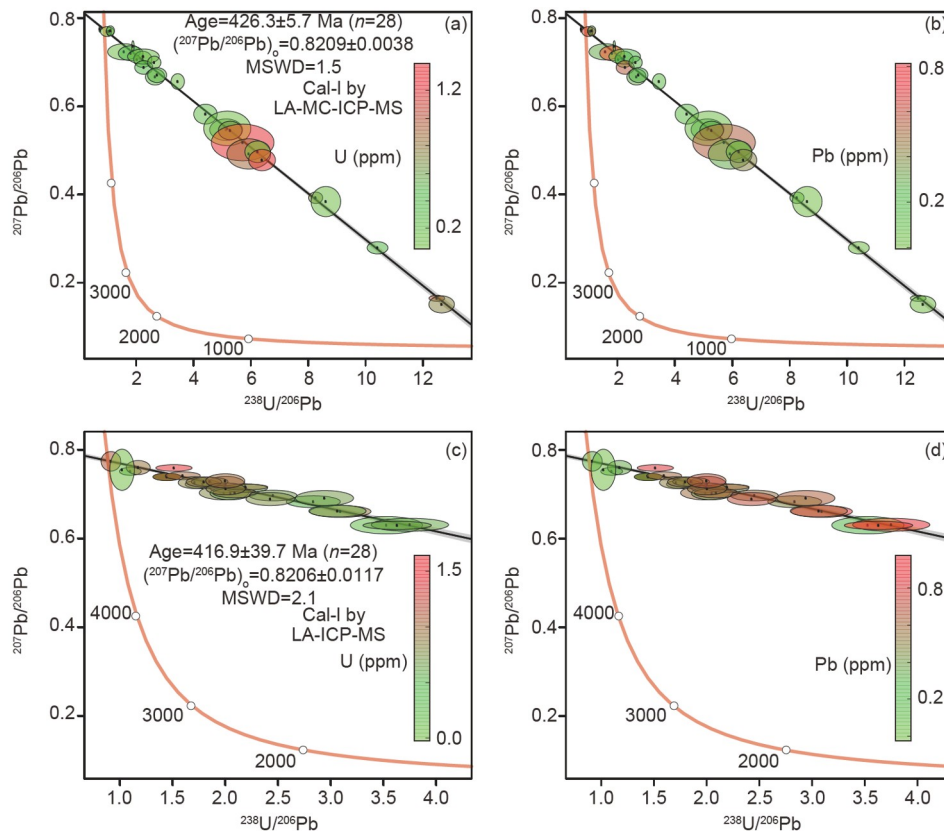 (a)
Age=426.3±5.7 Ma (n=28)
(²⁰⁷Pb/²⁰⁶Pb)ₒ=0.8209±0.0038
MSWD=1.5
Cal-I by
LA-MC-ICP-MS
U (ppm)
1.2
0.2
0.8
0.6
0.4
0.2
²⁰⁷Pb/²⁰⁶Pb
3000
2000
1000
2 4 6 8 10 12
²³⁸U/²⁰⁶Pb
(b)
0.8
0.2
Pb (ppm)
0.8
0.6
0.4
0.2
²⁰⁷Pb/²⁰⁶Pb
3000
2000
1000
2 4 6 8 10 12
²³⁸U/²⁰⁶Pb
(c)
Age=416.9±39.7 Ma (n=28)
(²⁰⁷Pb/²⁰⁶Pb)ₒ=0.8206±0.0117
MSWD=2.1
Cal-I by
LA-ICP-MS
U (ppm)
1.5
0.0
0.8
0.6
0.4
0.2
²⁰⁷Pb/²⁰⁶Pb
4000
3000
2000
1.0 1.5 2.0 2.5 3.0 3.5 4.0
²³⁸U/²⁰⁶Pb
(d)
0.8
0.2
Pb (ppm)
0.8
0.6
0.4
0.2
²⁰⁷Pb/²⁰⁶Pb
4000
3000
2000
1.0 1.5 2.0 2.5 3.0 3.5 4.0
²³⁸U/²⁰⁶Pb